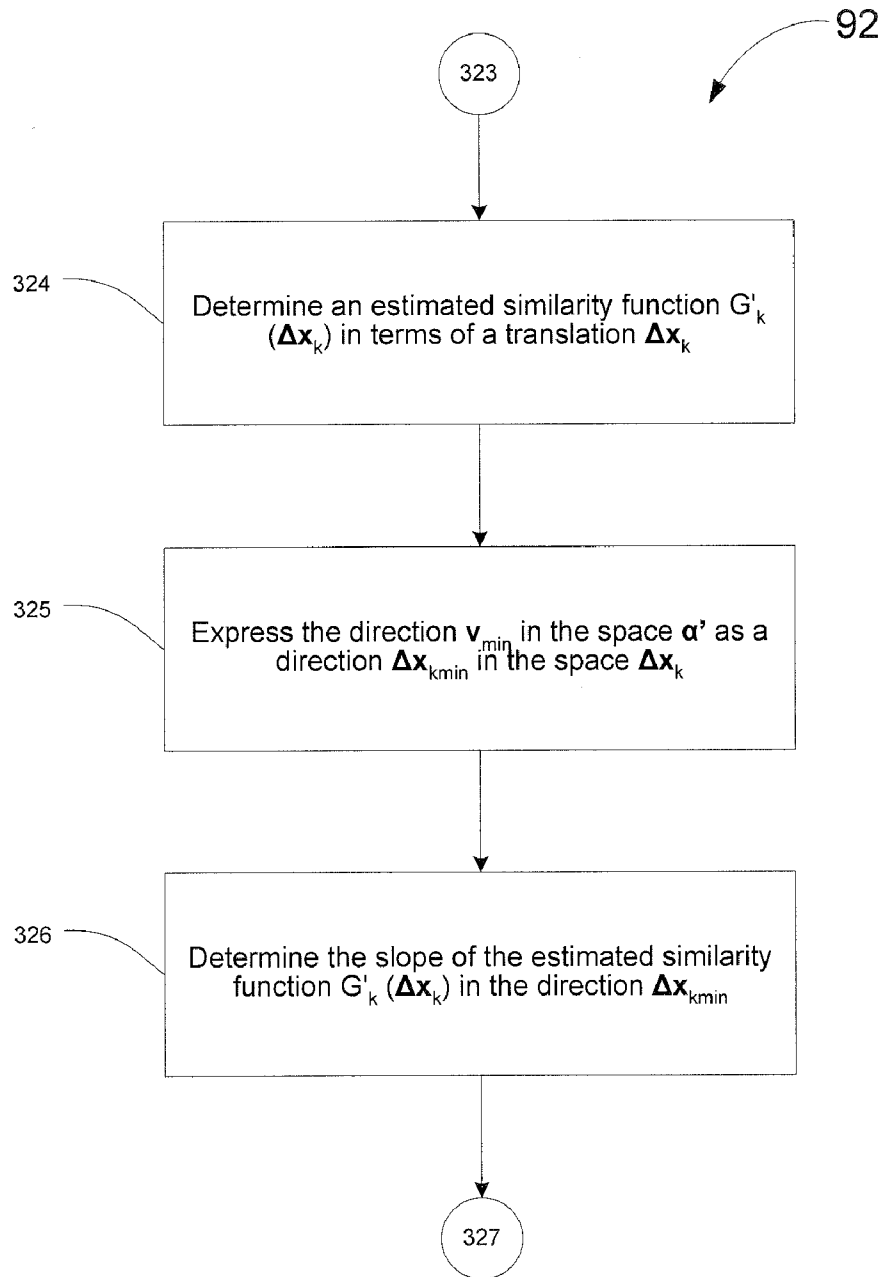 92
323
324
Determine an estimated similarity function G'k
(Δxk) in terms of a translation Δxk
325
Express the direction vmin in the space α' as a
direction Δxkmin in the space Δxk
326
Determine the slope of the estimated similarity
function G'k (Δxk) in the direction Δxkmin
327